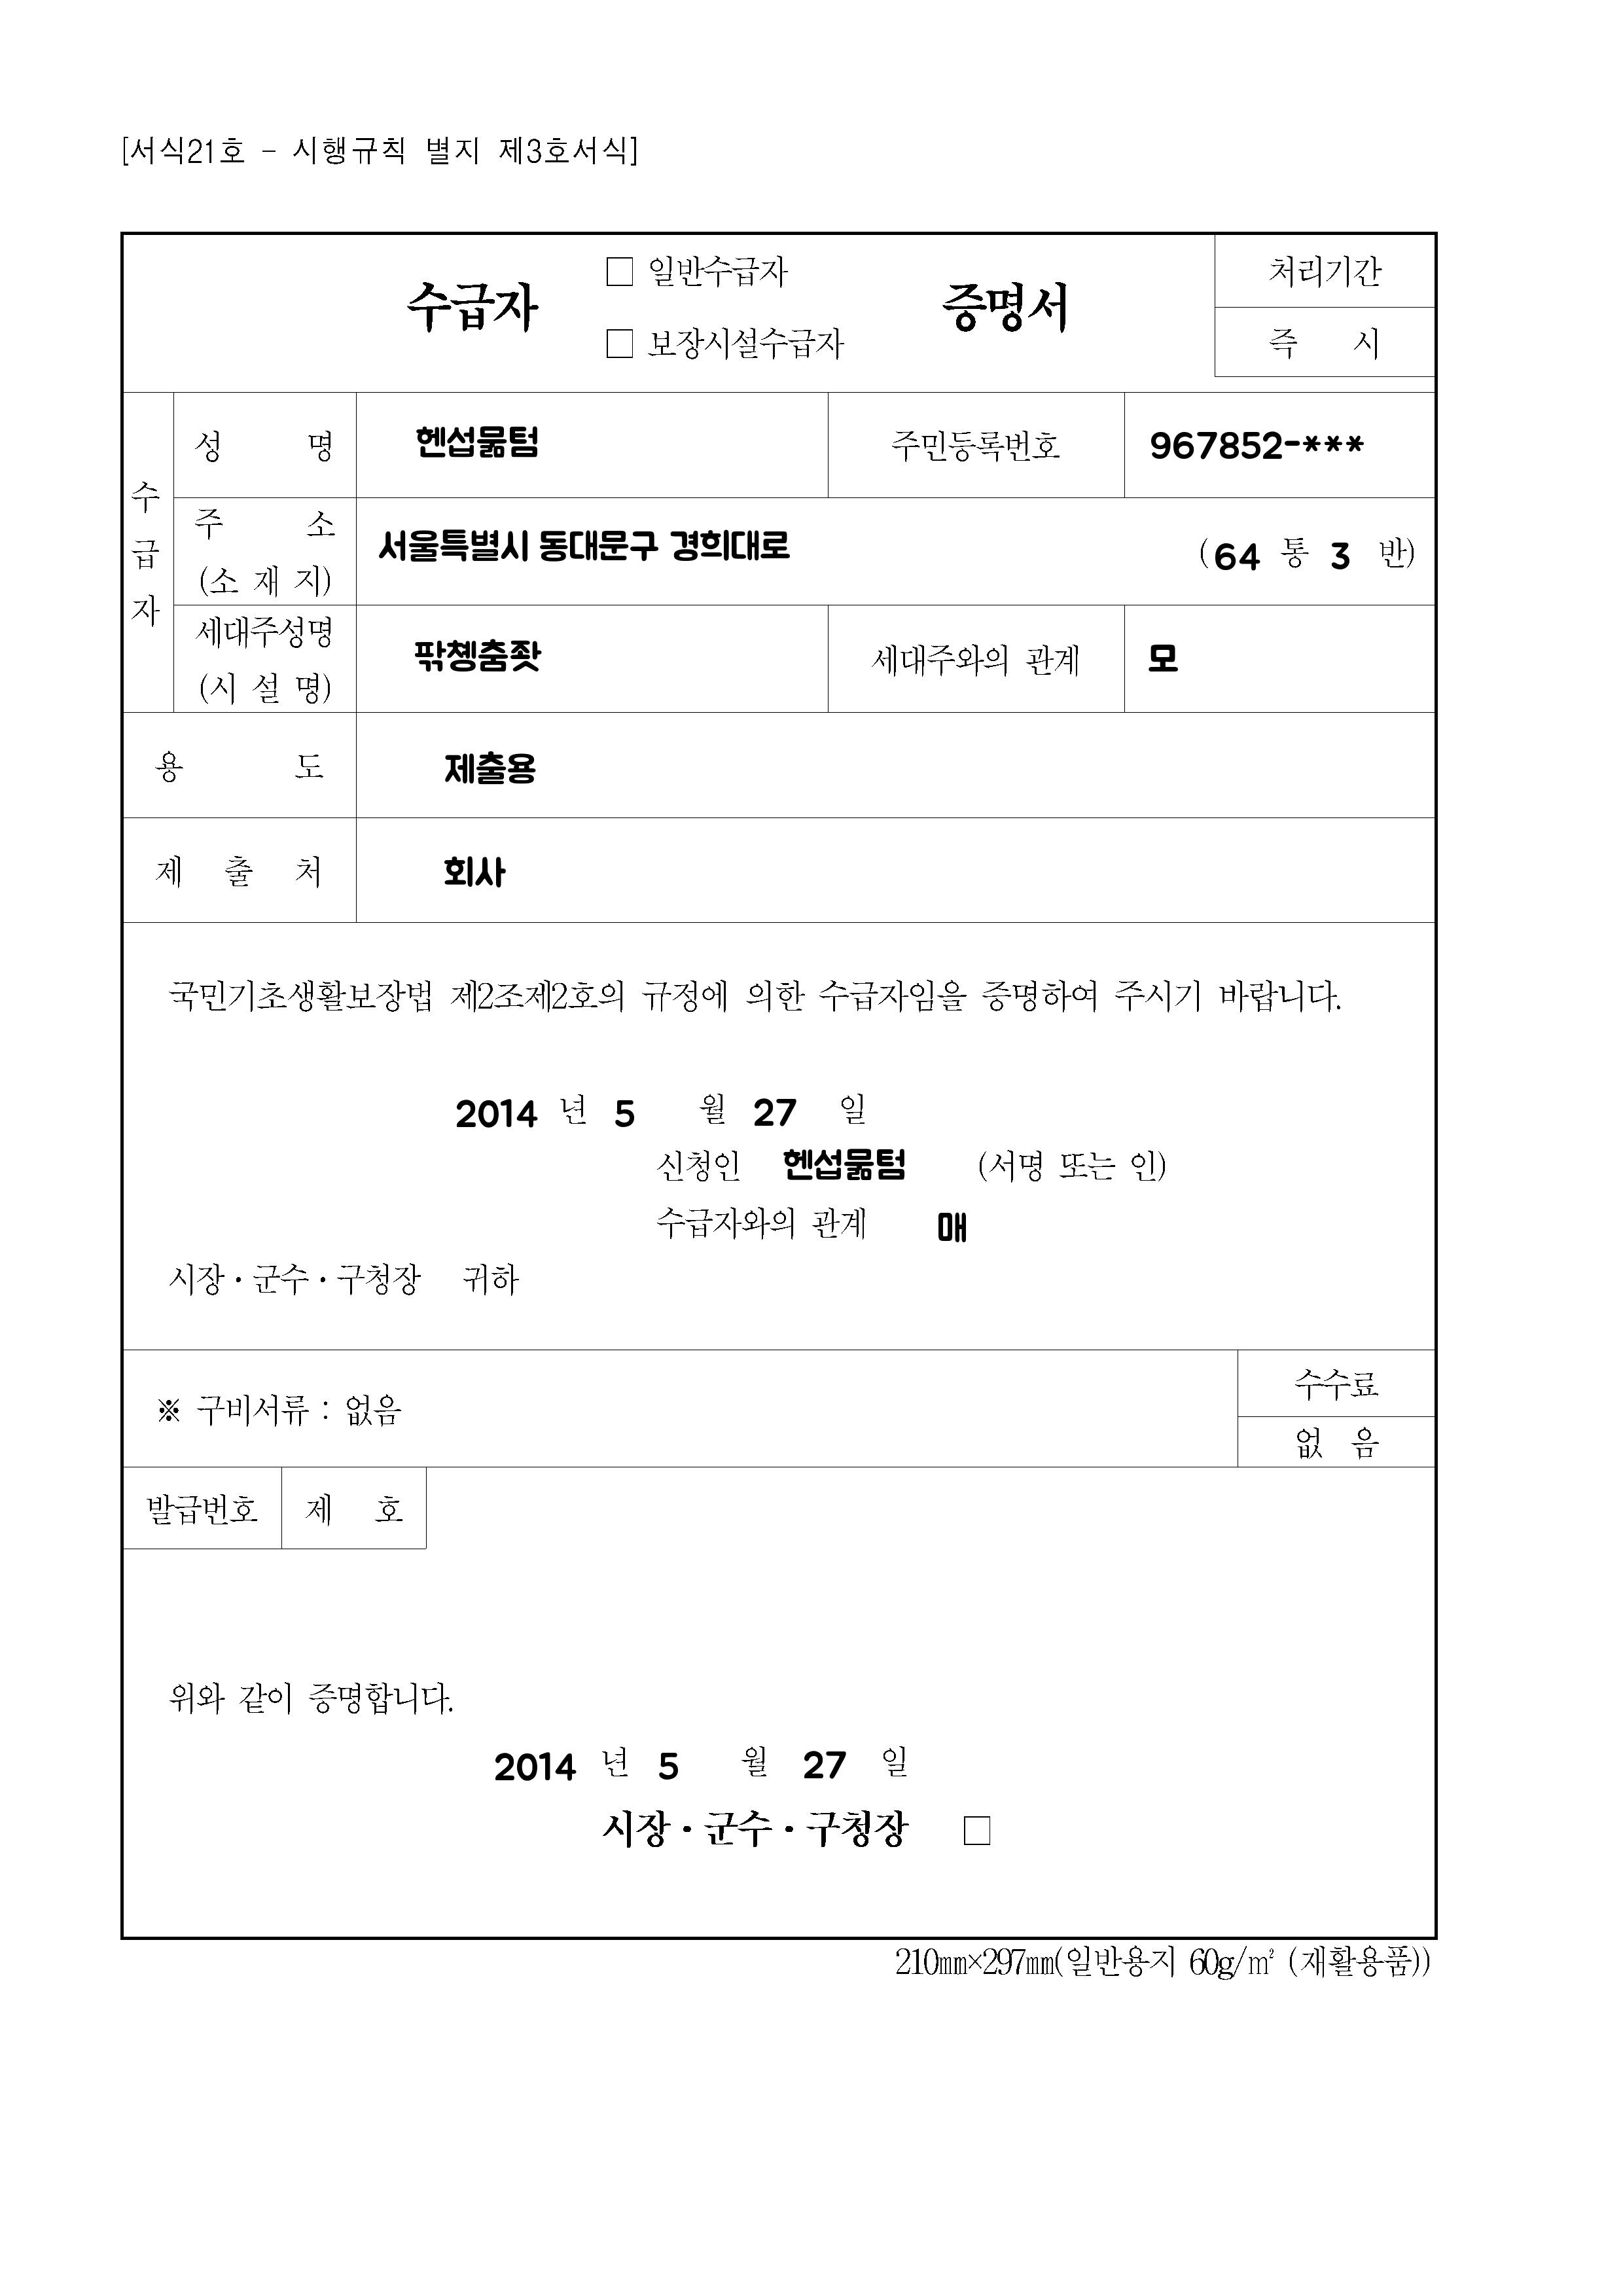 [서식21호 - 시행규칙 별지 제3호서식]
수급자 □ 일반수급자 □ 보장시설수급자 증명서
처리기간
즉 시
수급자
성 명 헨섭뭂텀 주민등록번호 967852-***
주 소 (소 재 지) 서울특별시 동대문구 경희대로 (64 통 3 반)
세대주성명 (시 설 명) 팎쳉춤좟 세대주와의 관계 모
용 도 제출용
제 출 처 회사
국민기초생활보장법 제2조제2호의 규정에 의한 수급자임을 증명하여 주시기 바랍니다.
2014 년 5 월 27 일
신청인 헨섭뭂텀 (서명 또는 인)
수급자와의 관계 매
시장·군수·구청장 귀하
※ 구비서류 : 없음
수수료
없 음
발급번호 제 호
위와 같이 증명합니다.
2014 년 5 월 27 일
시장·군수·구청장 □
210㎜×297㎜(일반용지 60g/㎡ (재활용품))